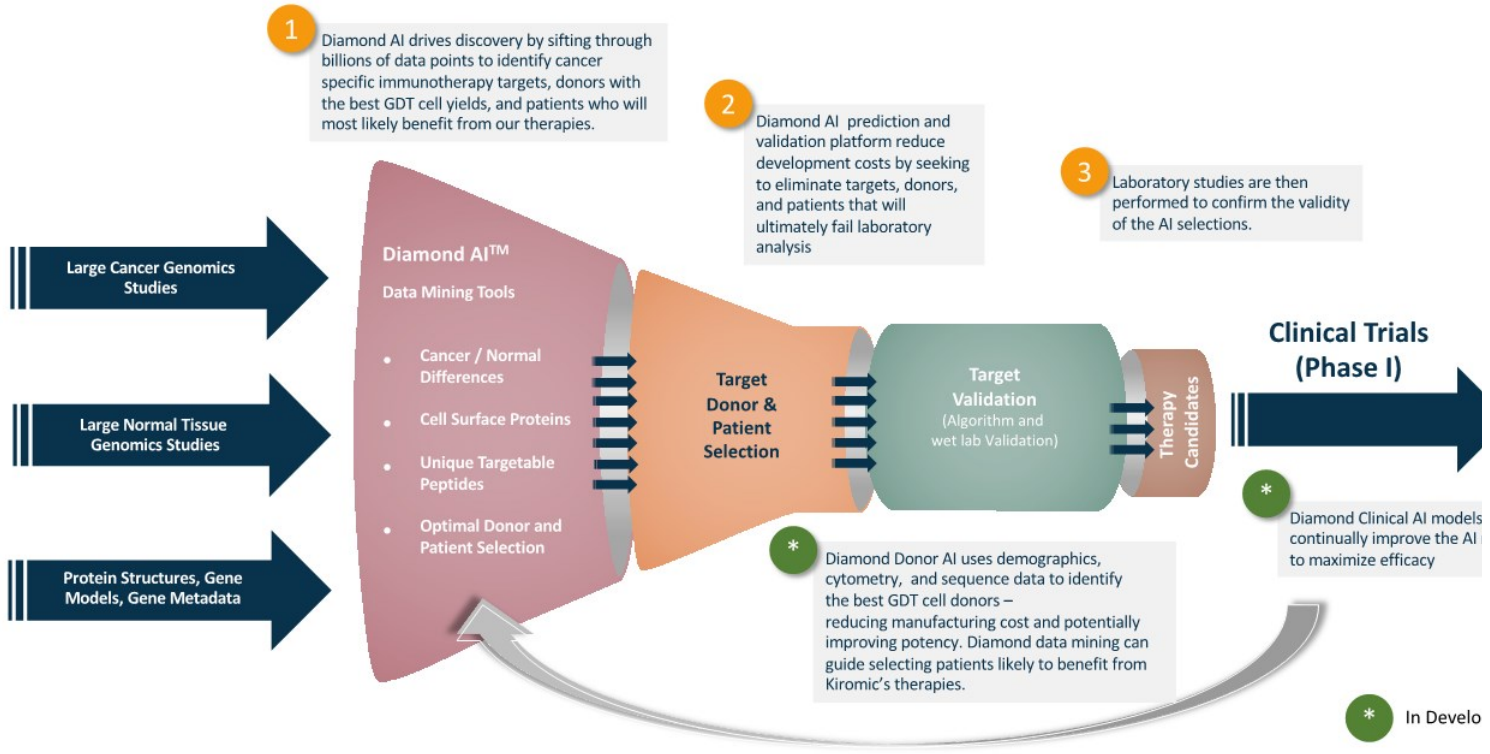 1
Diamond AI drives discovery by sifting through
billions of data points to identify cancer
specific immunotherapy targets, donors with
the best GDT cell yields, and patients who will
most likely benefit from our therapies.
2
Diamond AI prediction and
validation platform reduce
development costs by seeking
to eliminate targets, donors,
and patients that will
ultimately fail laboratory
analysis
3
Laboratory studies are then
performed to confirm the validity
of the AI selections.
Large Cancer Genomics
Studies
Large Normal Tissue
Genomics Studies
Protein Structures, Gene
Models, Gene Metadata
Diamond AI™
Data Mining Tools
• Cancer / Normal
Differences
• Cell Surface Proteins
• Unique Targetable
Peptides
• Optimal Donor and
Patient Selection
Target
Donor &
Patient
Selection
Target
Validation
(Algorithm and
wet lab Validation)
Therapy
Candidates
Clinical Trials
(Phase I)
*
Diamond Donor AI uses demographics,
cytometry, and sequence data to identify
the best GDT cell donors –
reducing manufacturing cost and potentially
improving potency. Diamond data mining can
guide selecting patients likely to benefit from
Kiromic's therapies.
*
Diamond Clinical AI models
continually improve the AI
to maximize efficacy
*
In Develo